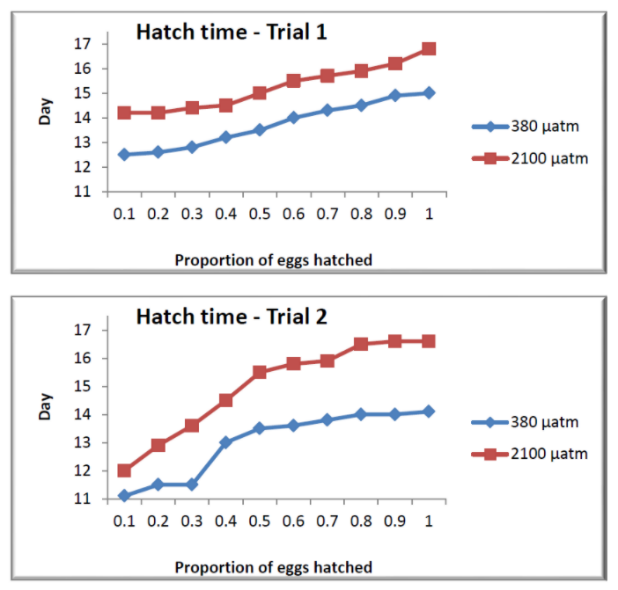 Hatch time - Trial 1
17
16
15
14
13
12
11
Day
0.1 0.2 0.3 0.4 0.5 0.6 0.7 0.8 0.9 1
Proportion of eggs hatched
380 µatm
2100 µatm
Hatch time - Trial 2
17
16
15
14
13
12
11
Day
0.1 0.2 0.3 0.4 0.5 0.6 0.7 0.8 0.9 1
Proportion of eggs hatched
380 µatm
2100 µatm